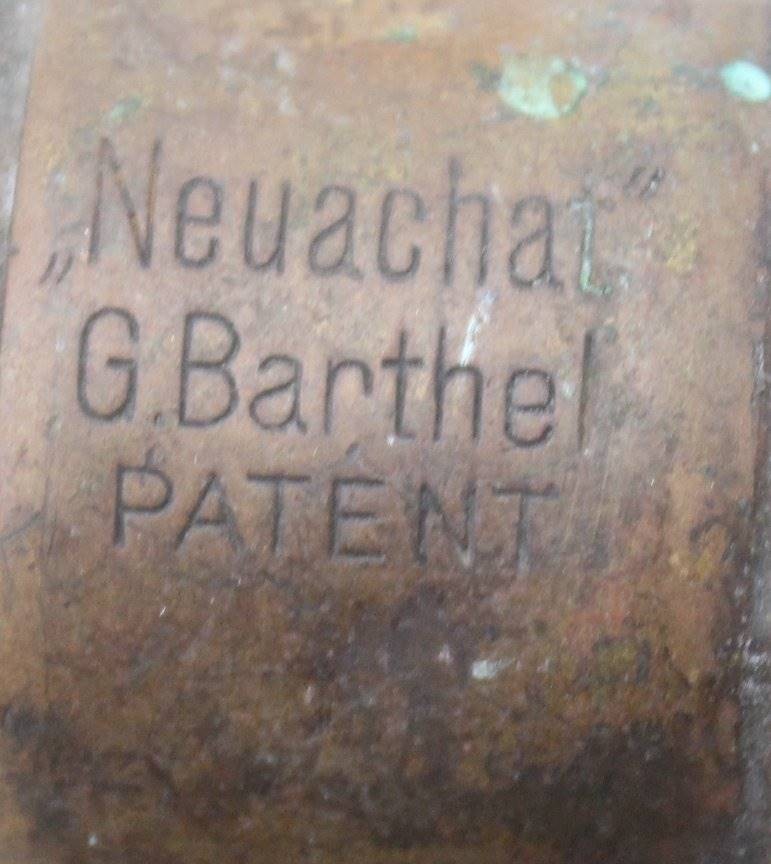 „Neuachat”
G.Barthel
PATENT